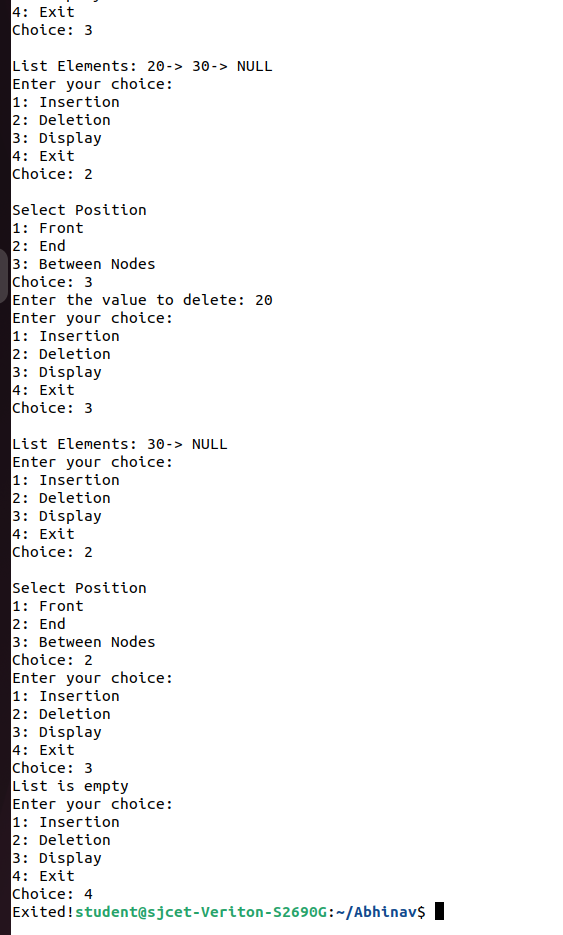 4: Exit
Choice: 3

List Elements: 20-> 30-> NULL
Enter your choice:
1: Insertion
2: Deletion
3: Display
4: Exit
Choice: 2

Select Position
1: Front
2: End
3: Between Nodes
Choice: 3
Enter the value to delete: 20
Enter your choice:
1: Insertion
2: Deletion
3: Display
4: Exit
Choice: 3

List Elements: 30-> NULL
Enter your choice:
1: Insertion
2: Deletion
3: Display
4: Exit
Choice: 2

Select Position
1: Front
2: End
3: Between Nodes
Choice: 2
Enter your choice:
1: Insertion
2: Deletion
3: Display
4: Exit
Choice: 3
List is empty
Enter your choice:
1: Insertion
2: Deletion
3: Display
4: Exit
Choice: 4
Exited!student@sjcet-Veriton-S2690G:~/Abhinav$